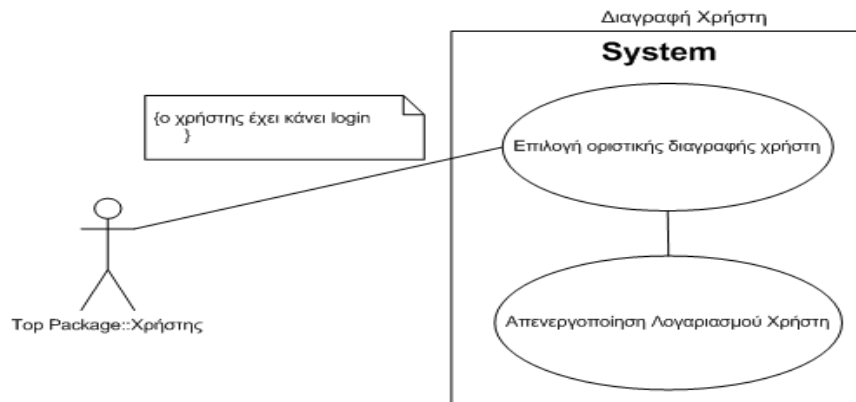 Διαγραφή Χρήστη
System
{ο χρήστης έχει κάνει login
}
Επιλογή οριστικής διαγραφής χρήστη
Απενεργοποίηση Λογαριασμού Χρήστη
Top Package::Χρήστης